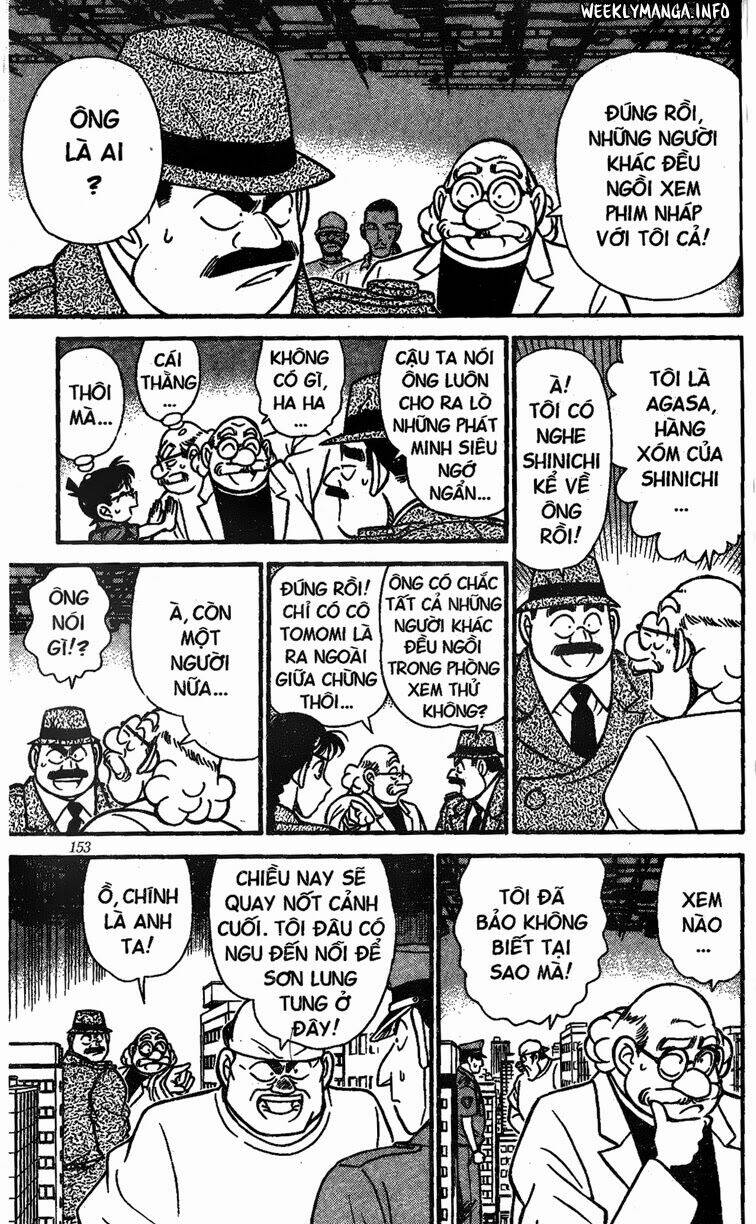 WEEKLYMANGA.INFO
ĐÚNG RỒI,
NHỮNG NGƯỜI
KHÁC ĐỀU
NGỒI XEM
PHIM NHÁP
VỚI TÔI CẢ!
ÔNG
LÀ AI
?
TÔI LÀ
AGASA,
HÀNG
XÓM CỦA
SHINICHI
...
À!
TÔI CÓ
NGHE
SHINICHI
KỂ VỀ
ÔNG RỒI!
CẬU TA NÓI
ÔNG LUÔN
CHO RA LÒ
NHỮNG PHÁT
MINH SIÊU
NGỚ
NGẨN...
KHÔNG
CÓ GÌ,
HA HA
...
CÁI
THẰNG
...
THÔI
MÀ...
ÔNG CÓ CHẮC
TẤT CẢ NHỮNG
NGƯỜI KHÁC
ĐỀU NGỒI
TRONG PHÒNG
XEM THỬ
KHÔNG?
ĐÚNG RỒI!
CHỈ CÓ CÔ
TOMOMI LÀ
RA NGOÀI
GIỮA CHỪNG
THÔI...
À, CÒN
MỘT
NGƯỜI
NỮA...
ÔNG
NÓI
GÌ!?
153
XEM
NÀO
...
TÔI ĐÃ
BẢO KHÔNG
BIẾT TẠI
SAO MÀ!
CHIỀU NAY SẼ
QUAY NỐT CẢNH
CUỐI. TÔI ĐÂU CÓ
NGU ĐẾN NỖI ĐỂ
SƠN LUNG
TUNG Ở
ĐÂY!
Ồ, CHÍNH
LÀ ANH
TA!